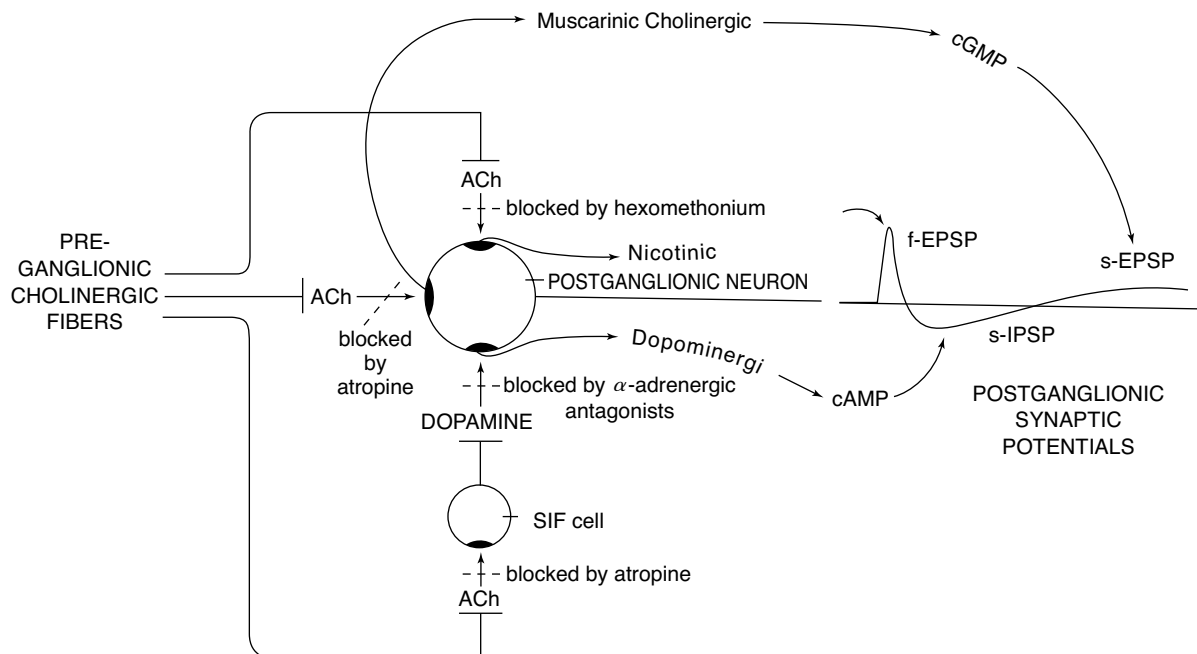 Muscarinic Cholinergic
cGMP
ACh
blocked by hexomethonium
PRE-
GANGLIONIC
CHOLINERGIC
FIBERS
ACh
blocked
by
atropine
Nicotinic
POSTGANGLIONIC NEURON
f-EPSP
s-EPSP
s-IPSP
Dopominergi
cAMP
blocked by α-adrenergic
antagonists
DOPAMINE
POSTGANGLIONIC
SYNAPTIC
POTENTIALS
SIF cell
blocked by atropine
ACh